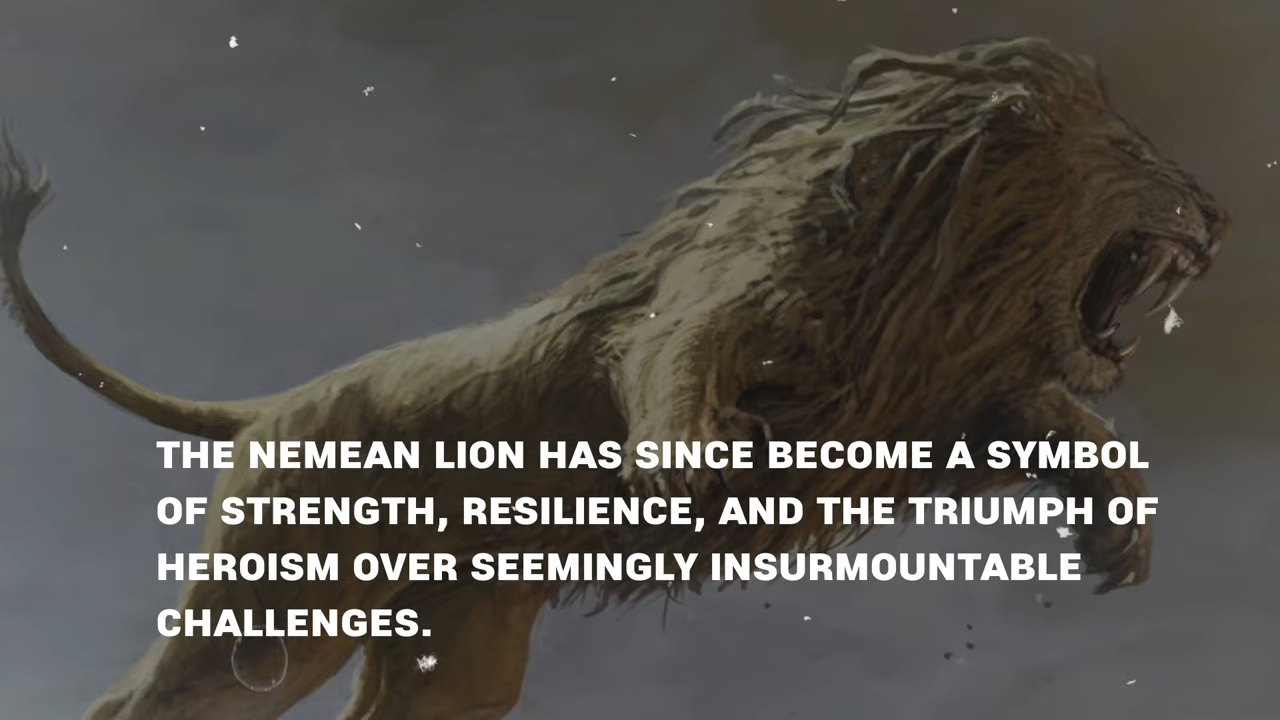 THE NEMEAN LION HAS SINCE BECOME A SYMBOL
OF STRENGTH, RESILIENCE, AND THE TRIUMPH OF
HEROISM OVER SEEMINGLY INSURMOUNTABLE
CHALLENGES.